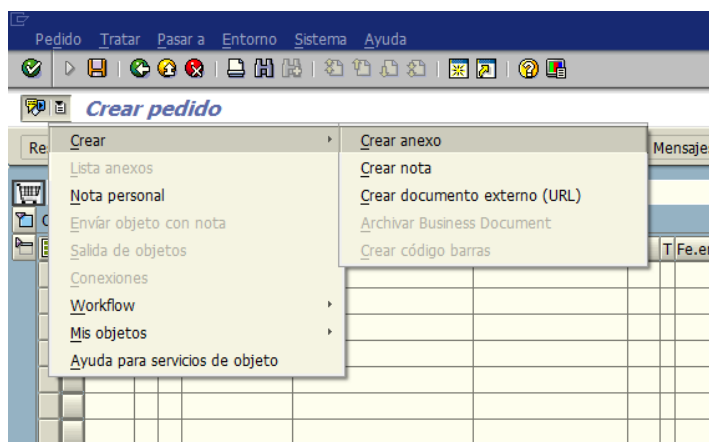 Pedido Tratar Pasar a Entorno Sistema Ayuda
Crear pedido
Re
Mensaje
Crear
Lista anexos
Nota personal
Envíar objeto con nota
Salida de objetos
Conexiones
Workflow
Mis objetos
Ayuda para servicios de objeto
Crear anexo
Crear nota
Crear documento externo (URL)
Archivar Business Document
Crear código barras
T Fe.e